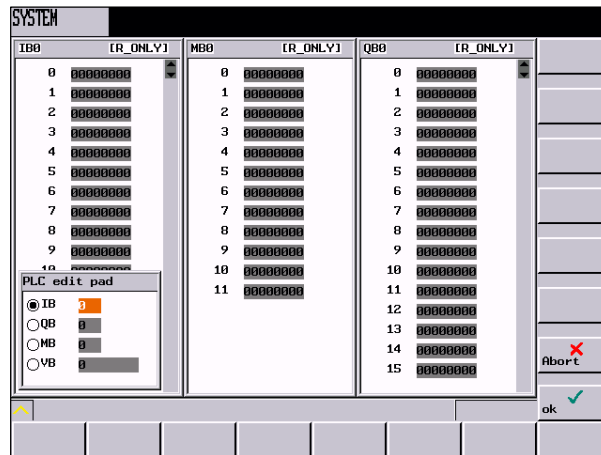 SYSTEM
IB0 [R_ONLY] MB0 [R_ONLY] QB0 [R_ONLY]
0 00000000 0 00000000 0 00000000
1 00000000 1 00000000 1 00000000
2 00000000 2 00000000 2 00000000
3 00000000 3 00000000 3 00000000
4 00000000 4 00000000 4 00000000
5 00000000 5 00000000 5 00000000
6 00000000 6 00000000 6 00000000
7 00000000 7 00000000 7 00000000
8 00000000 8 00000000 8 00000000
9 00000000 9 00000000 9 00000000
10 00000000 10 00000000 10 00000000
PLC edit pad 11 00000000 11 00000000
IB 0 12 00000000
QB 0 13 00000000
MB 0 14 00000000
VB 0 15 00000000
Abort
ok